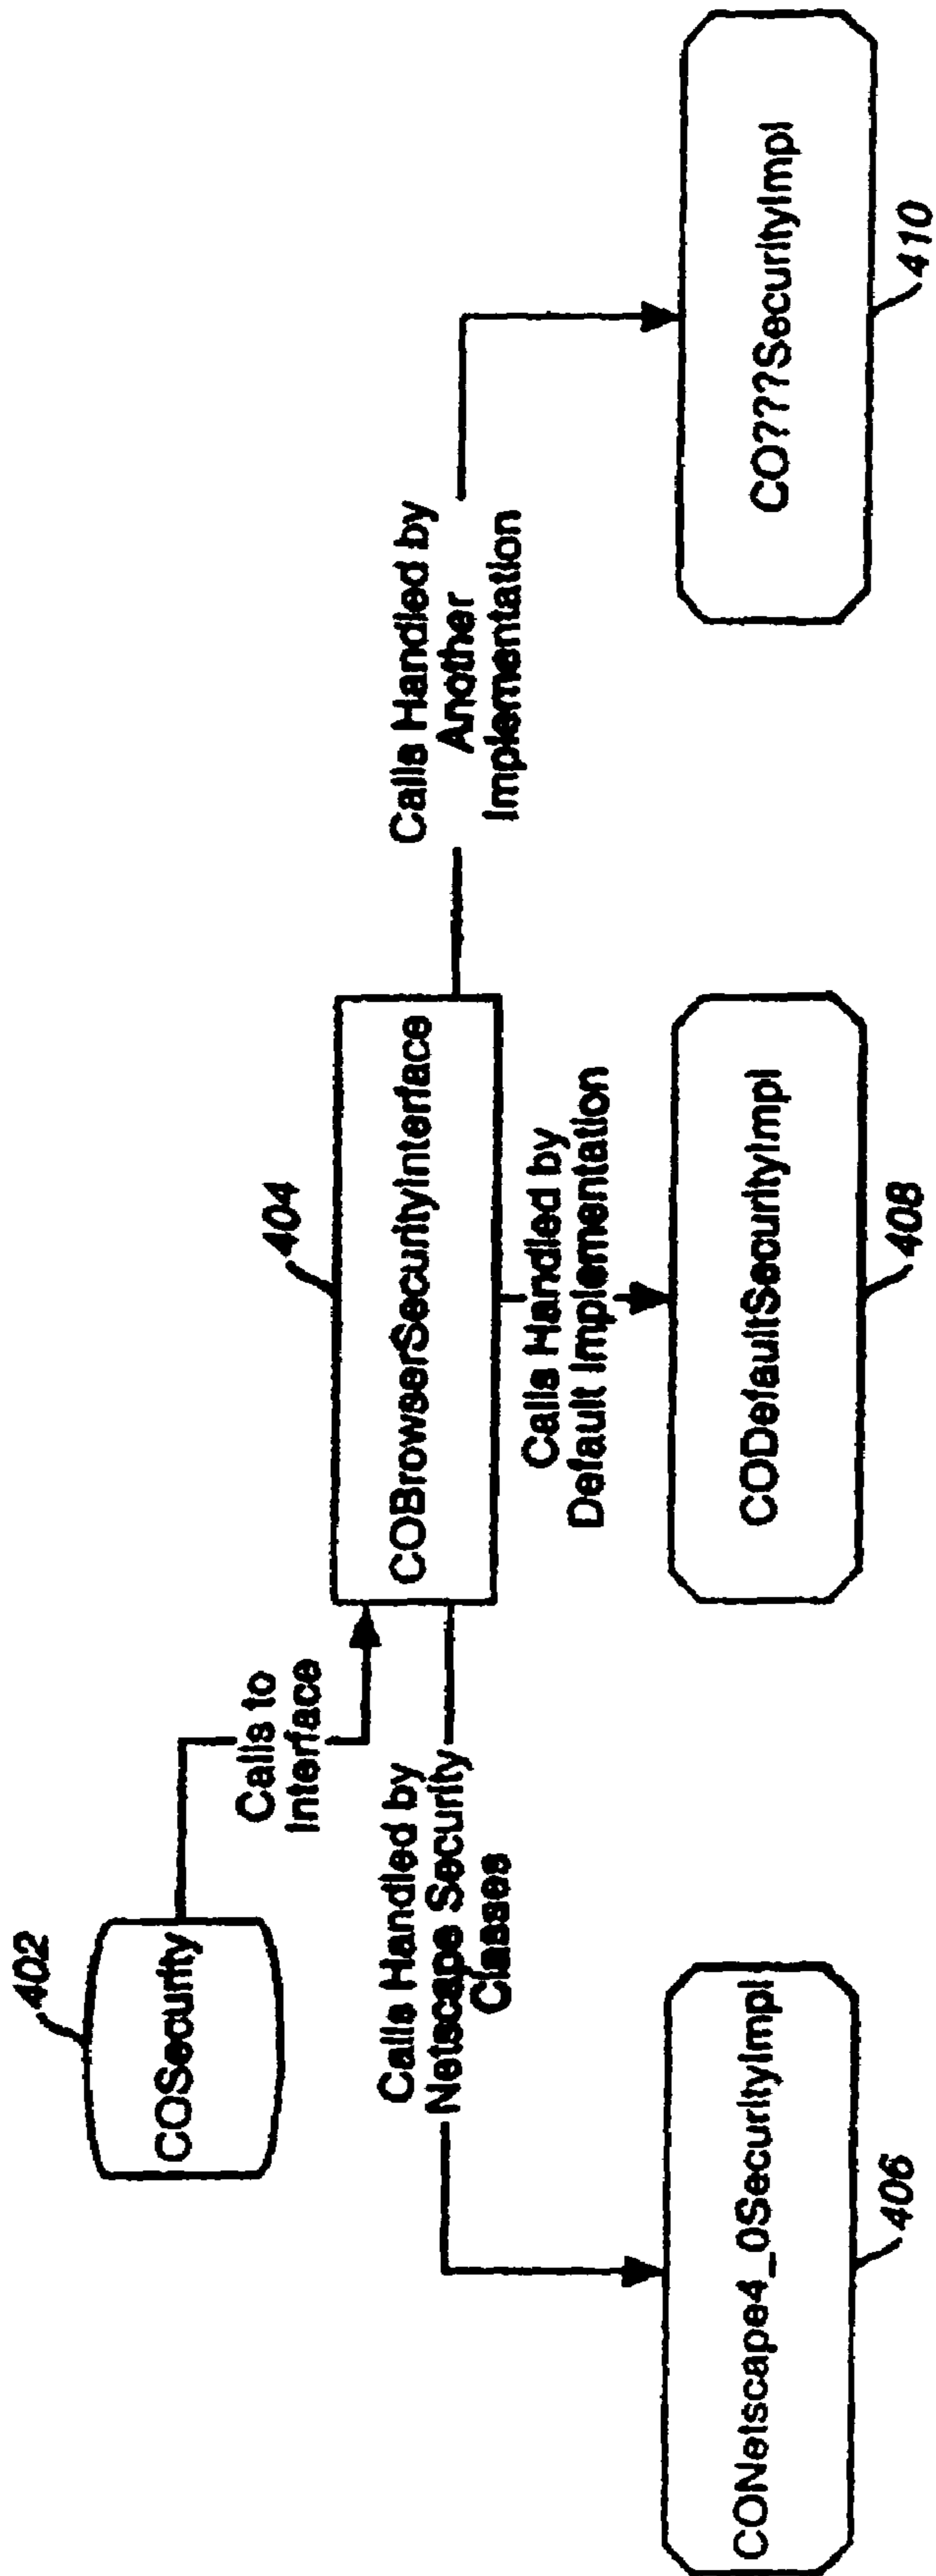 402
COSecurity
Calls to
Interface
404
COBrowserSecurityInterface
Calls Handled by
Netscape Security
Classes
Calls Handled by
Default Implementation
Calls Handled by
Another
Implementation
CONetscape4_0SecurityImpl
406
CODefaultSecurityImpl
408
CO???SecurityImpl
410